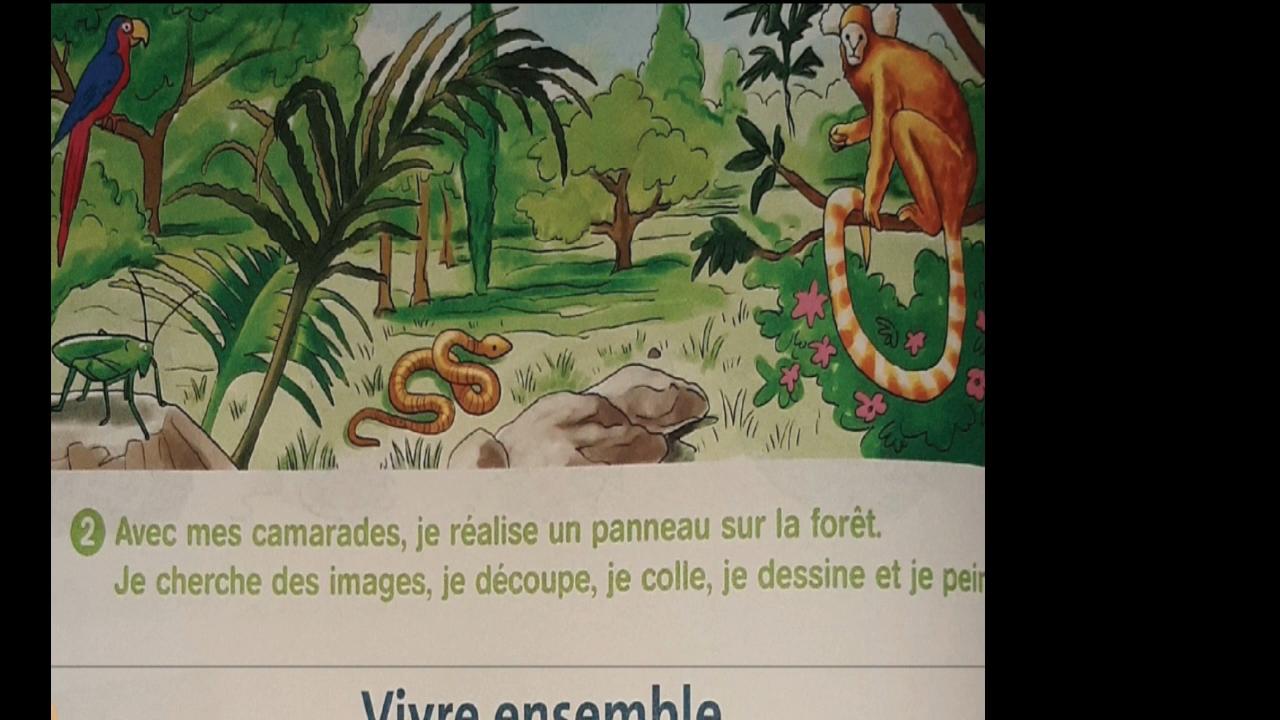 2 Avec mes camarades, je réalise un panneau sur la forêt.
Je cherche des images, je découpe, je colle, je dessine et je
Vivre ensemble